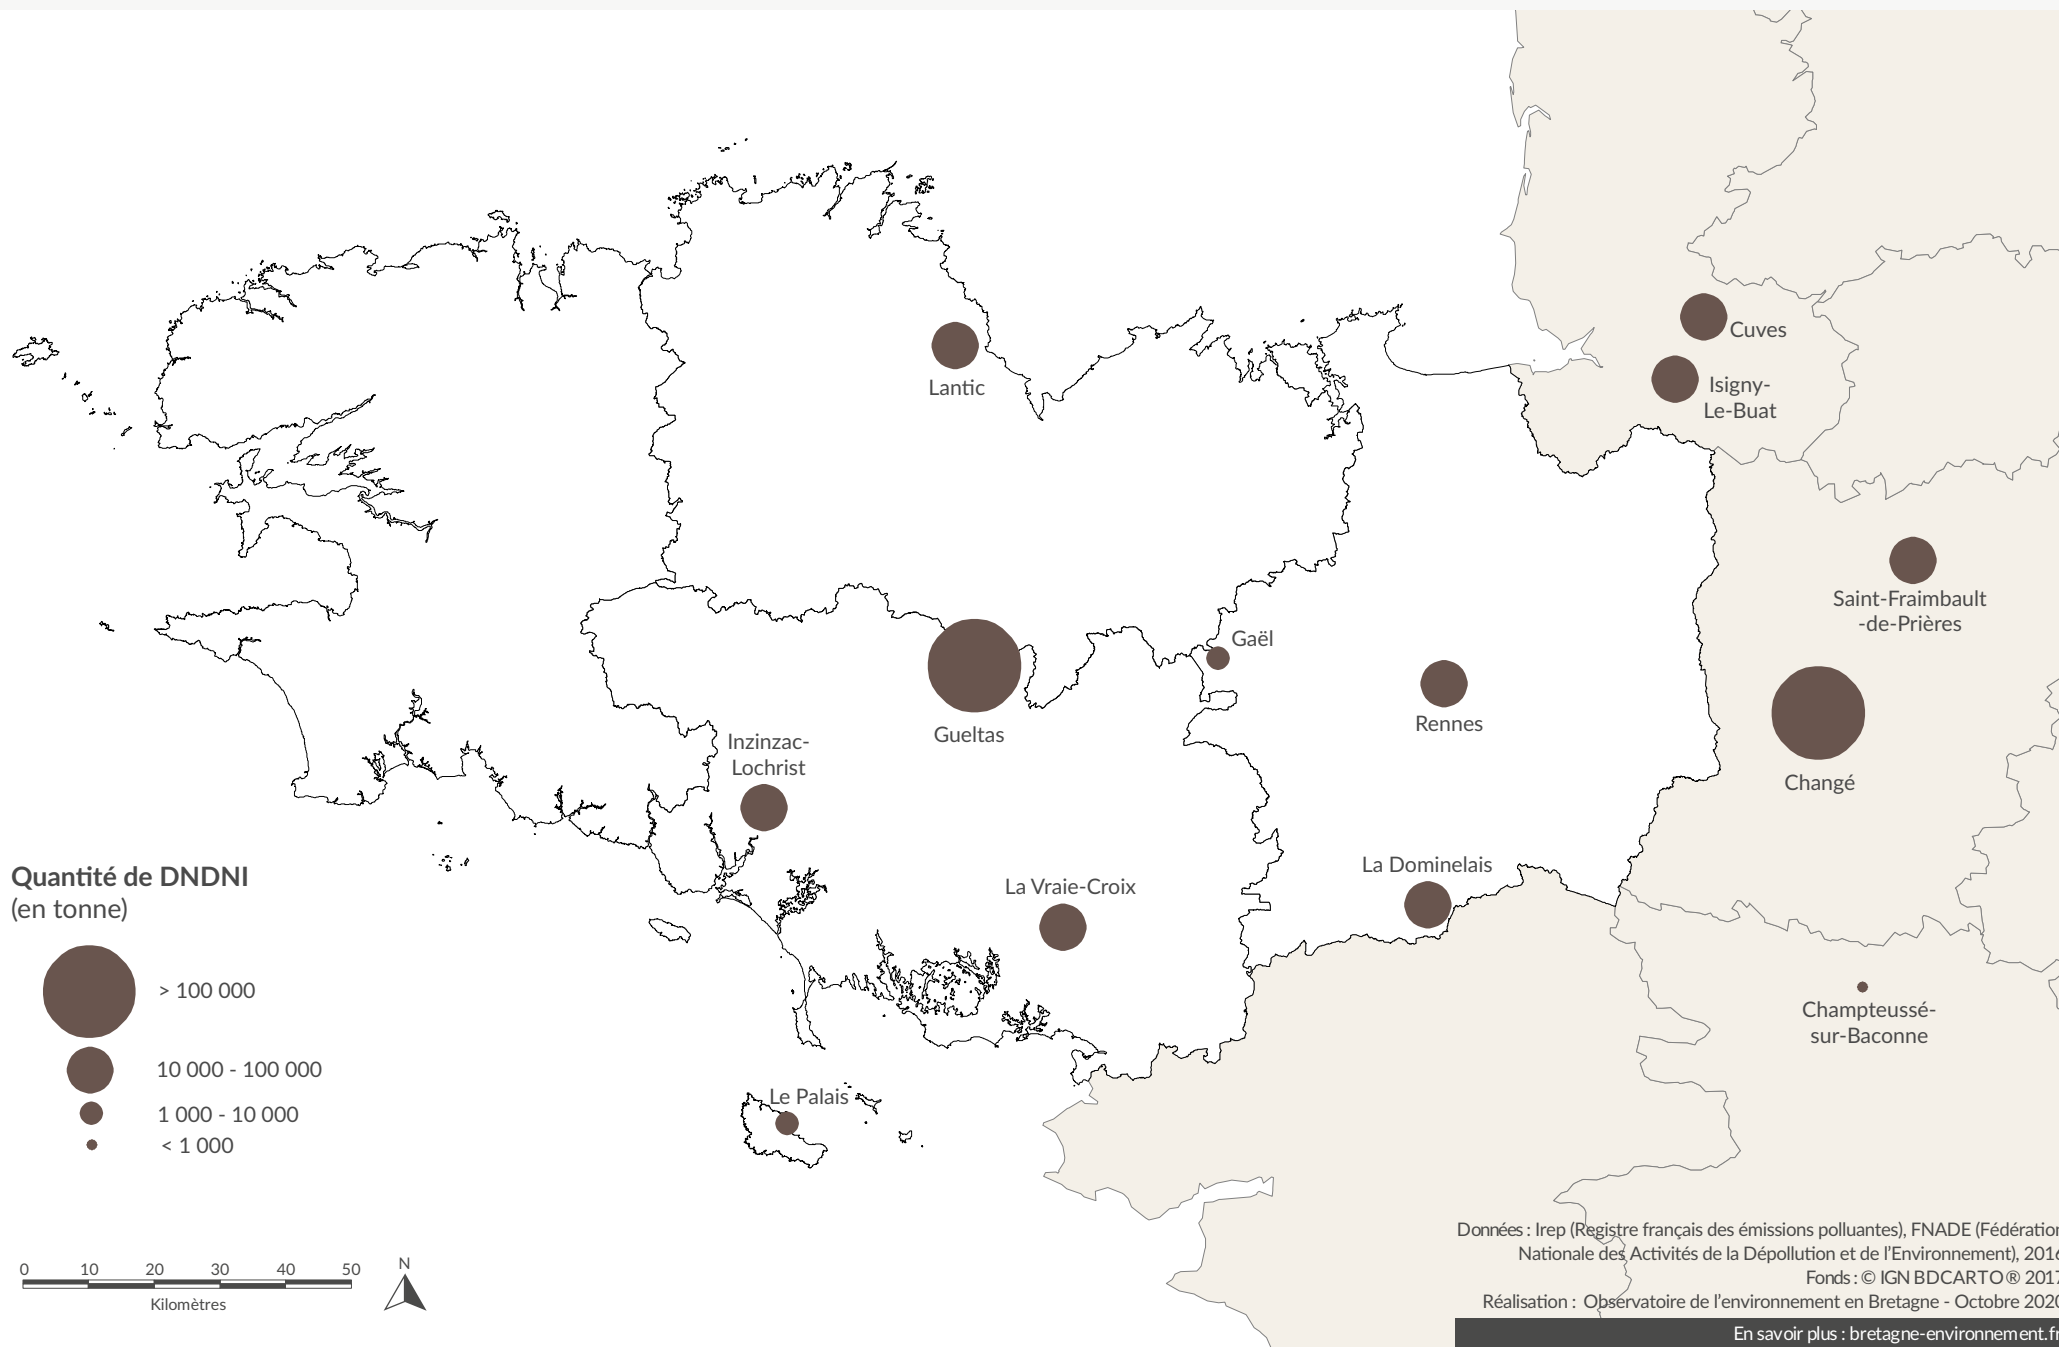 Cuves
Isigny-
Le-Buat
Lantic
Saint-Fraimbault
-de-Prières
Gaël
Rennes
Gueltas
Inzinzac-
Lochrist
Changé
La Dominelais
La Vraie-Croix
Champteussé-
sur-Baconne
Le Palais
Quantité de DNDNI
(en tonne)
> 100 000
10 000 - 100 000
1 000 - 10 000
< 1 000
0 10 20 30 40 50
Kilomètres
N
Données : Irep (Registre français des émissions polluantes), FNADE (Fédération
Nationale des Activités de la Dépollution et de l'Environnement), 2016
Fonds : © IGN BDCARTO® 2017
Réalisation : Observatoire de l'environnement en Bretagne - Octobre 2020
En savoir plus : bretagne-environnement.fr